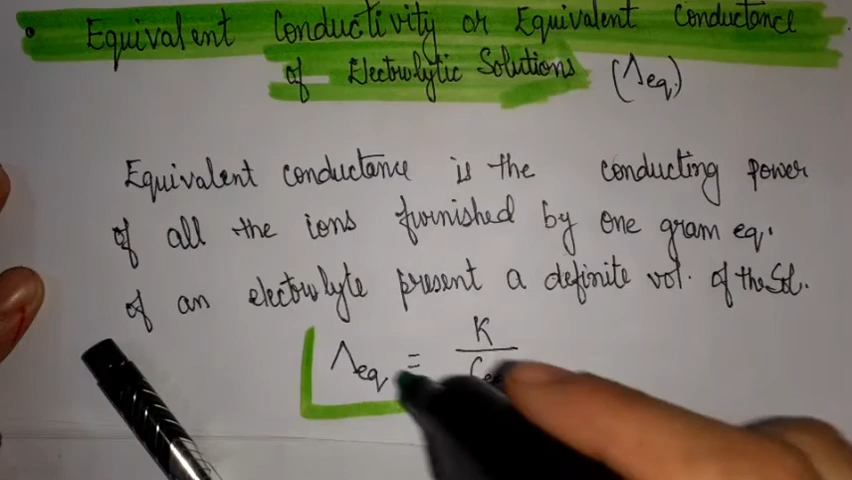 • Equivalent Conductivity or Equivalent Conductance
of Electrolytic Solutions (Λeq)
Equivalent conductance is the conducting power
of all the ions furnished by one gram eq.
of an electrolyte present a definite vol. of the Sol.
Λeq = K